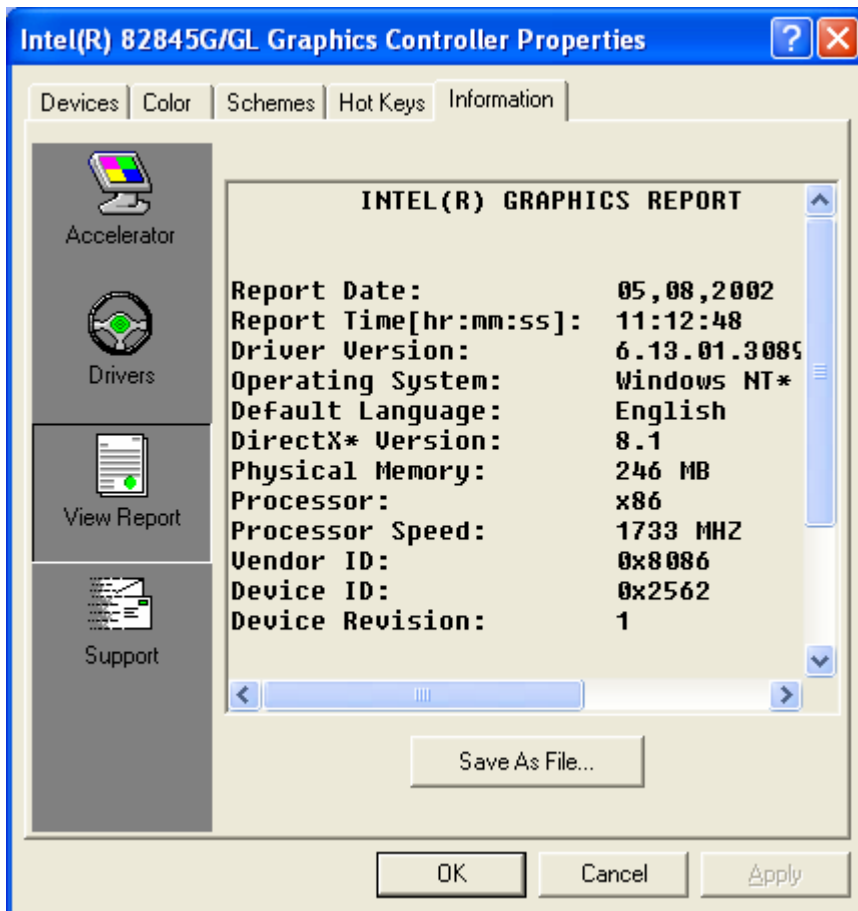 Intel(R) 82845G/GL Graphics Controller Properties
Devices Color Schemes Hot Keys Information
Accelerator
Drivers
View Report
Support
INTEL(R) GRAPHICS REPORT
Report Date: 05,08,2002
Report Time[hr:mm:ss]: 11:12:48
Driver Version: 6.13.01.3089
Operating System: Windows NT*
Default Language: English
DirectX* Version: 8.1
Physical Memory: 246 MB
Processor: x86
Processor Speed: 1733 MHZ
Vendor ID: 0x8086
Device ID: 0x2562
Device Revision: 1
Save As File...
OK Cancel Apply